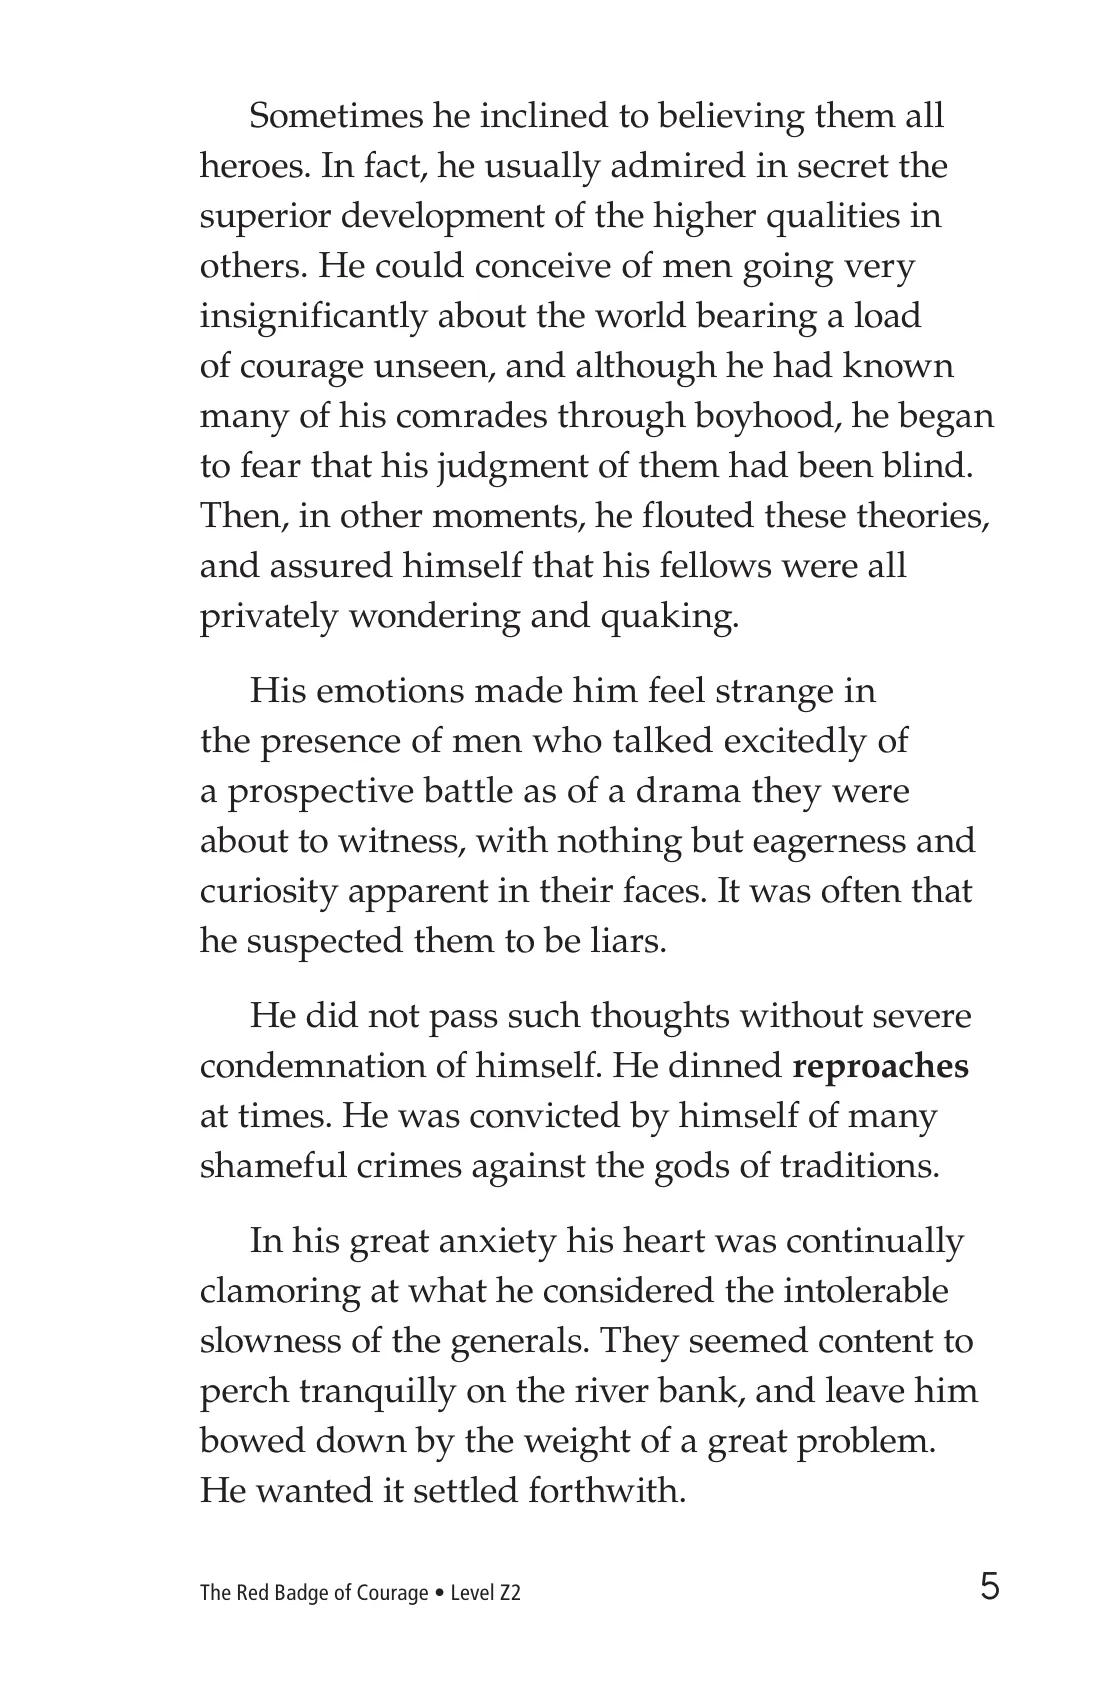 Sometimes he inclined to believing them all
heroes. In fact, he usually admired in secret the
superior development of the higher qualities in
others. He could conceive of men going very
insignificantly about the world bearing a load
of courage unseen, and although he had known
many of his comrades through boyhood, he began
to fear that his judgment of them had been blind.
Then, in other moments, he flouted these theories,
and assured himself that his fellows were all
privately wondering and quaking.
His emotions made him feel strange in
the presence of men who talked excitedly of
a prospective battle as of a drama they were
about to witness, with nothing but eagerness and
curiosity apparent in their faces. It was often that
he suspected them to be liars.
He did not pass such thoughts without severe
condemnation of himself. He dinned reproaches
at times. He was convicted by himself of many
shameful crimes against the gods of traditions.
In his great anxiety his heart was continually
clamoring at what he considered the intolerable
slowness of the generals. They seemed content to
perch tranquilly on the river bank, and leave him
bowed down by the weight of a great problem.
He wanted it settled forthwith.
The Red Badge of Courage • Level Z2 5